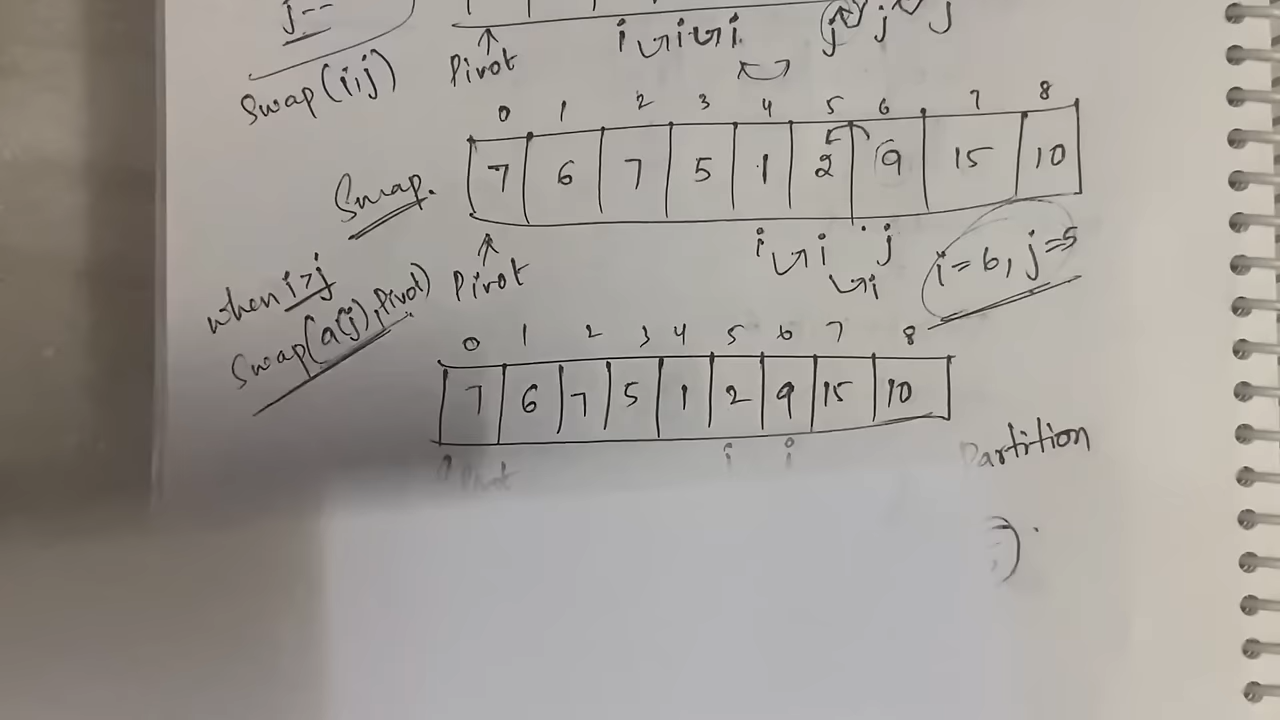 j--
Swap(i,j)
Pivot
i i i j j j
0 1 2 3 4 5 6 7 8
7 6 7 5 1 2 9 15 10
Swap.
Pivot
i i j
i
i=6, j=5
when i>j
Swap(a(j),Pivot)
0 1 2 3 4 5 6 7 8
7 6 7 5 1 2 9 15 10
Pivot
Partition
)